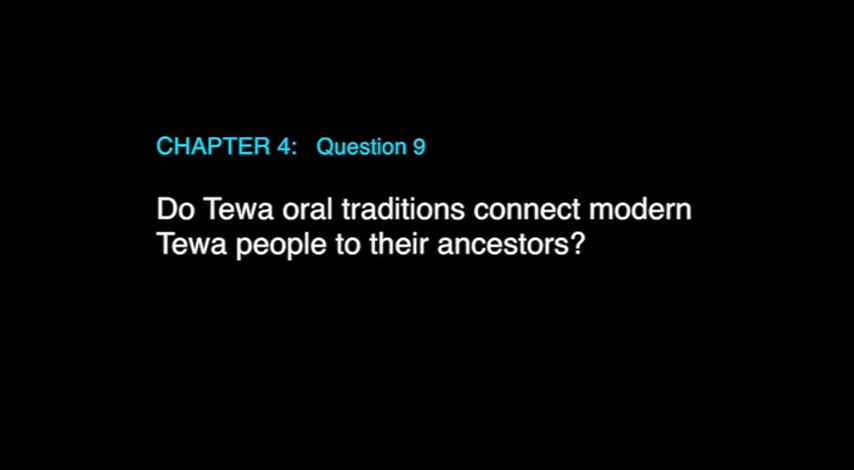 CHAPTER 4: Question 9
Do Tewa oral traditions connect modern
Tewa people to their ancestors?